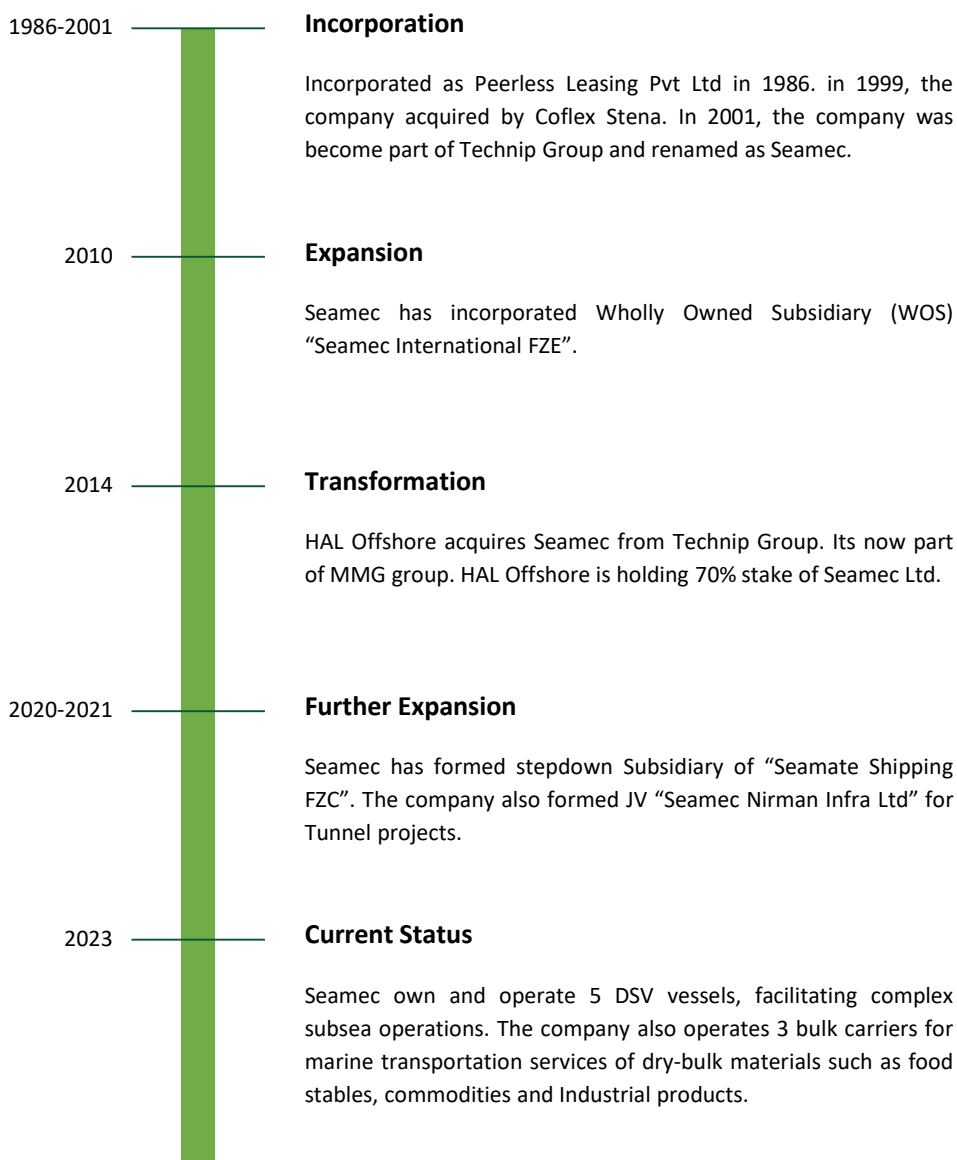 1986-2001
Incorporation
Incorporated as Peerless Leasing Pvt Ltd in 1986. in 1999, the
company acquired by Coflex Stena. In 2001, the company was
become part of Technip Group and renamed as Seamec.
2010
Expansion
Seamec has incorporated Wholly Owned Subsidiary (WOS)
“Seamec International FZE”.
2014
Transformation
HAL Offshore acquires Seamec from Technip Group. Its now part
of MMG group. HAL Offshore is holding 70% stake of Seamec Ltd.
2020-2021
Further Expansion
Seamec has formed stepdown Subsidiary of “Seamate Shipping
FZC”. The company also formed JV “Seamec Nirman Infra Ltd” for
Tunnel projects.
2023
Current Status
Seamec own and operate 5 DSV vessels, facilitating complex
subsea operations. The company also operates 3 bulk carriers for
marine transportation services of dry-bulk materials such as food
stables, commodities and Industrial products.